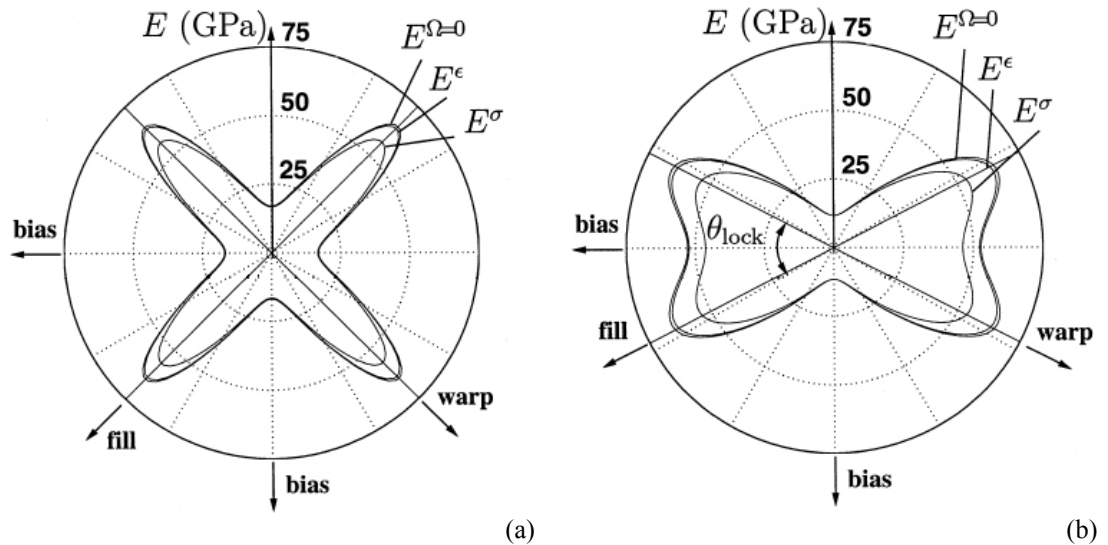 E (GPa)
75
50
25
E^{Ω=0}
E^ϵ
E^σ
bias
fill
warp
bias
(a)
E (GPa)
75
50
25
E^{Ω=0}
E^ϵ
E^σ
bias
θ_lock
fill
warp
bias
(b)